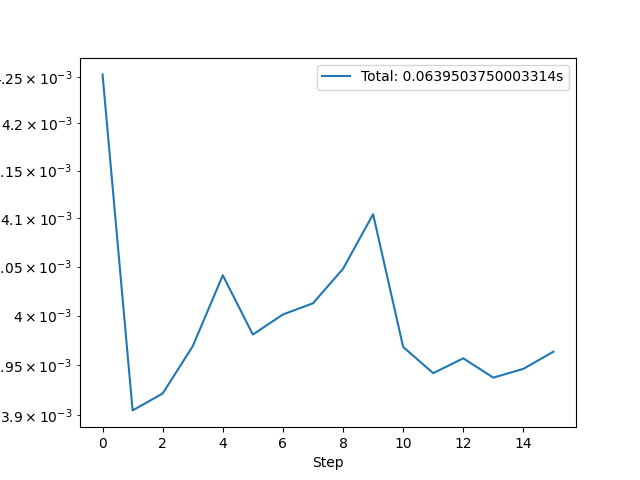 Total: 0.0639503750003314s
.25 × 10⁻³
4.2 × 10⁻³
.15 × 10⁻³
4.1 × 10⁻³
.05 × 10⁻³
4 × 10⁻³
.95 × 10⁻³
3.9 × 10⁻³
0 2 4 6 8 10 12 14
Step